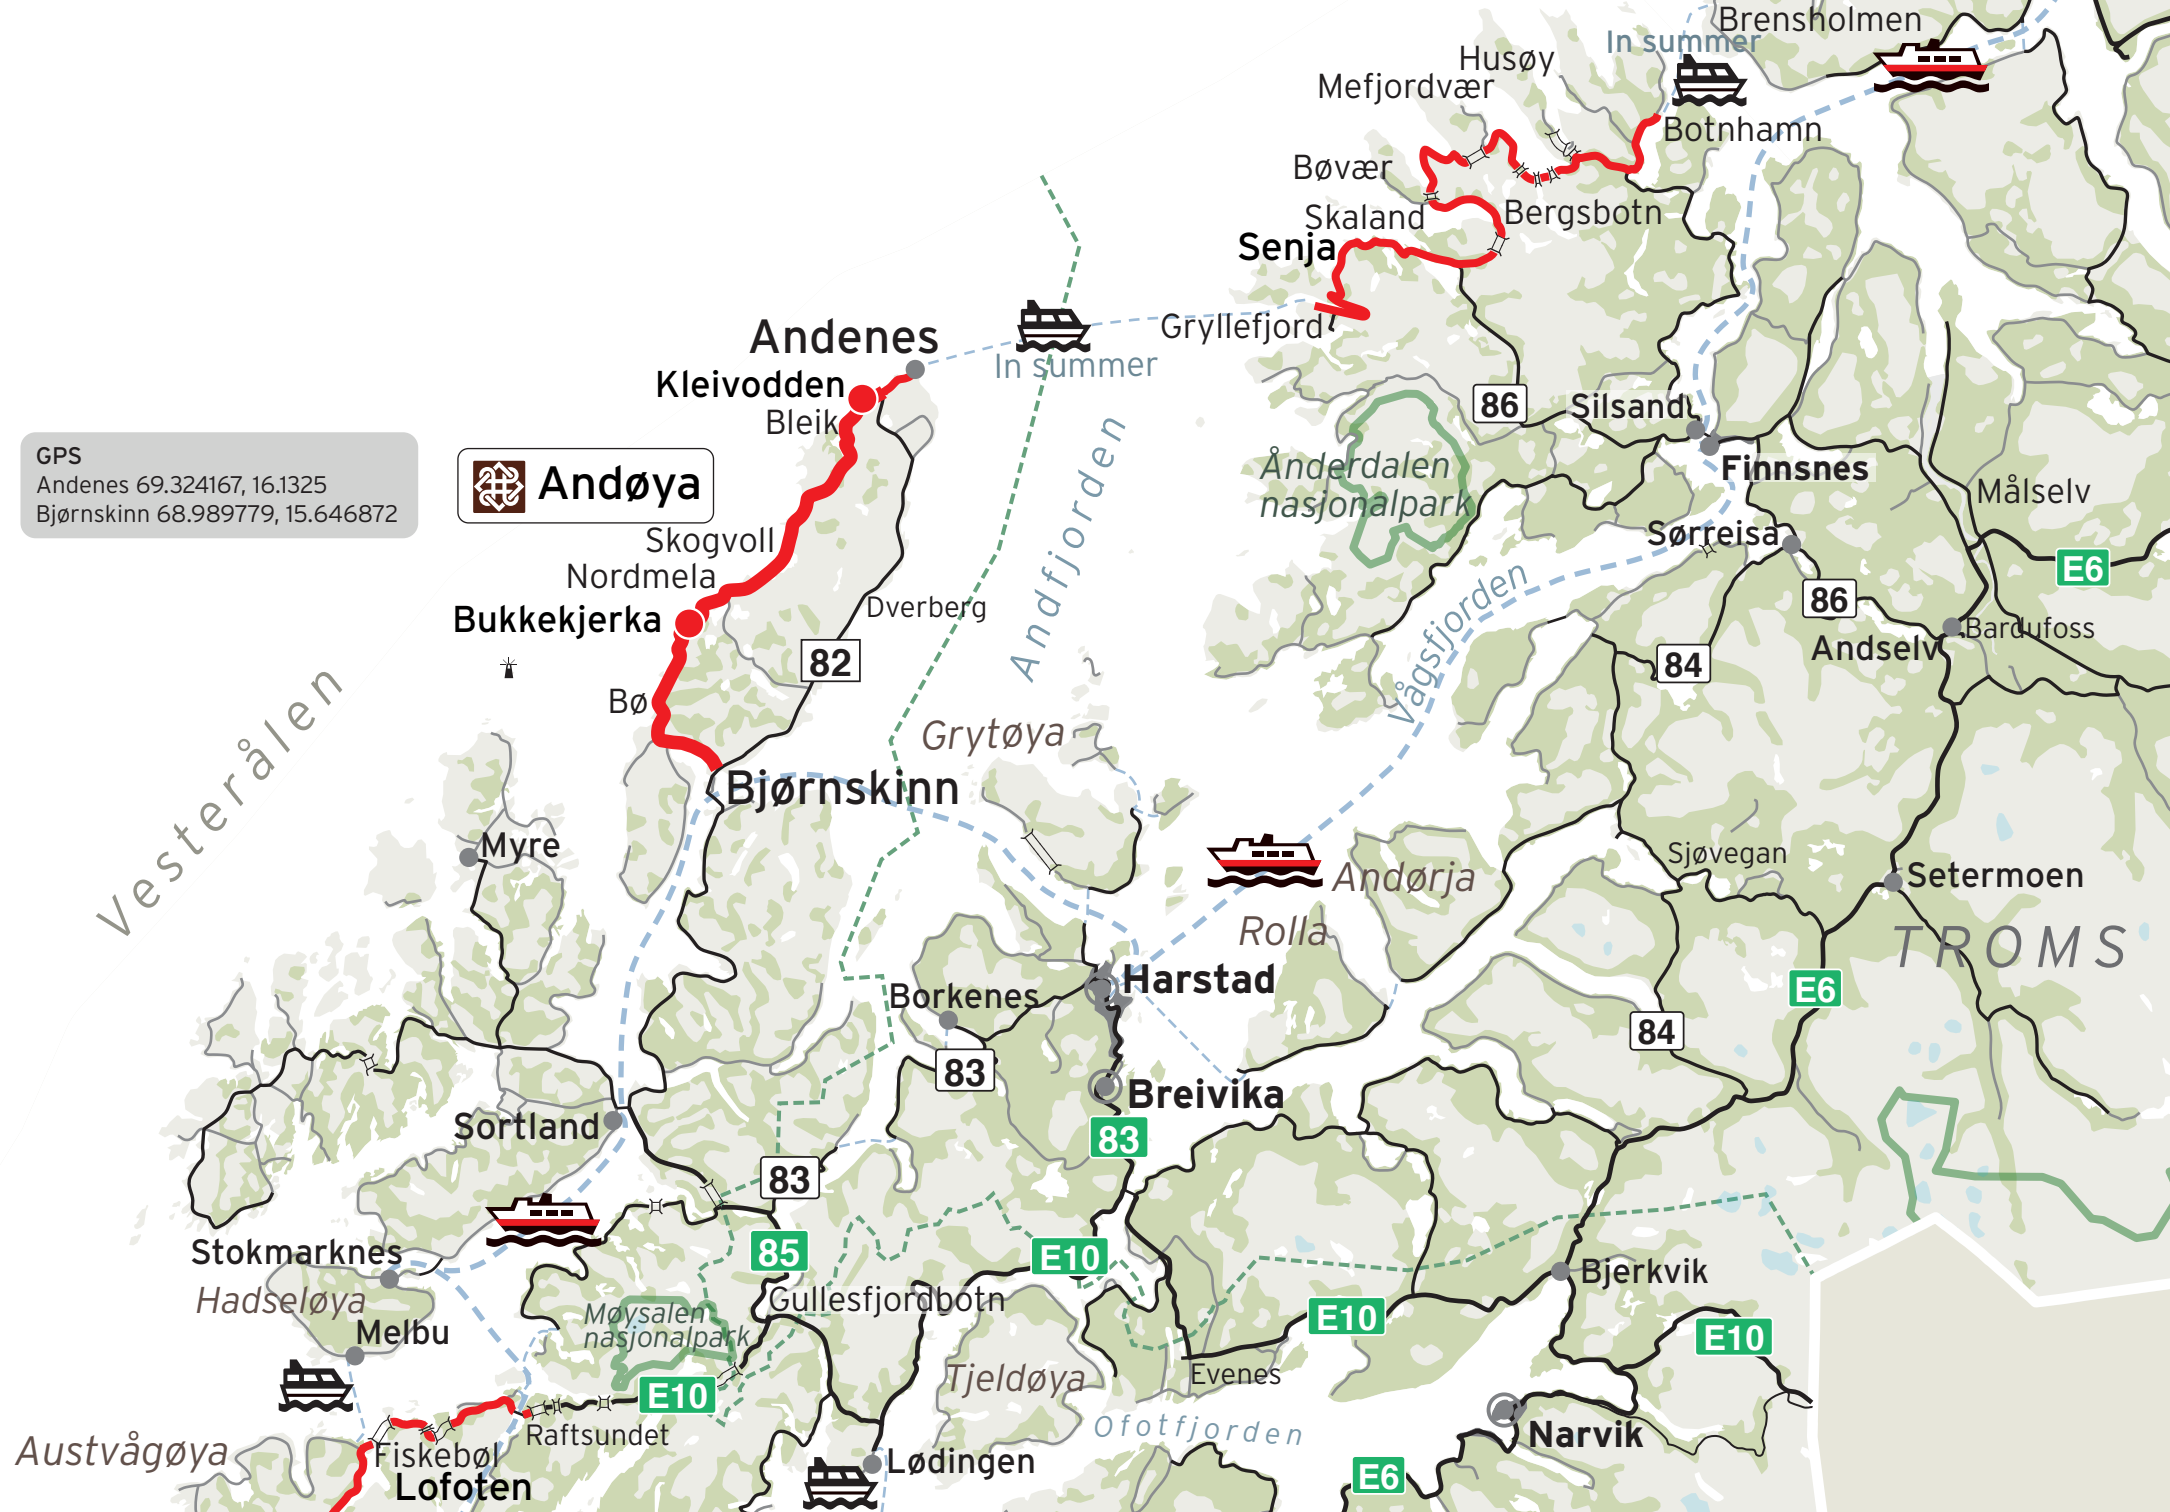 Brensholmen
In summer
Husøy
Mefjordvær
Botnhamn
Bøvær
Skaland
Bergsbotn
Senja
Gryllefjord
Andenes
In summer
Kleivodden
Bleik
86
Silsand
Finnsnes
GPS
Andenes 69.324167, 16.1325
Bjørnskinn 68.989779, 15.646872
Andøya
Ånderdalen
nasjonalpark
Målselv
Skogvoll
Sørreisa
Nordmela
Andfjorden
E6
Dverberg
Vågsfjorden
86
Bukkekjerka
Bardufoss
Andselv
82
84
Bø
Vesterålen
Grytøya
Bjørnskinn
Myre
Sjøvegan
Andørja
Setermoen
Rolla
TROMS
Harstad
Borkenes
E6
84
83
Breivika
Sortland
83
83
Stokmarknes
85
E10
Bjerkvik
Hadseløya
Gullesfjordbotn
Møysalen
nasjonalpark
E10
Melbu
E10
Tjeldøya
Evenes
E10
Raftsundet
Ofotfjorden
Narvik
Austvågøya
Fiskebøl
Lødingen
E6
Lofoten